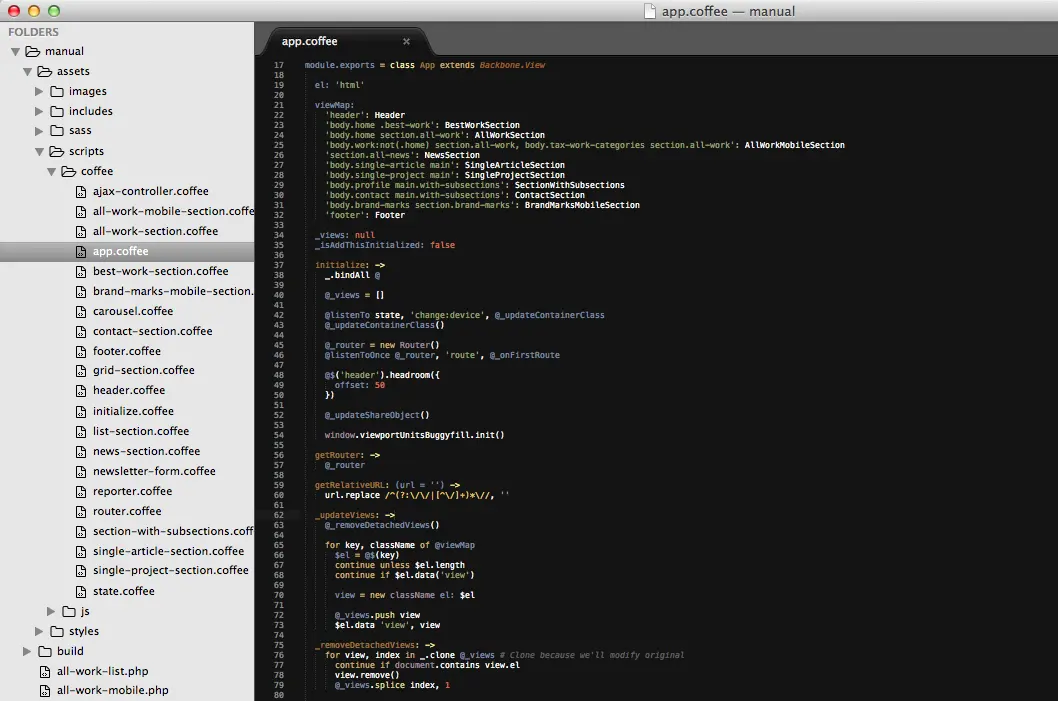 app.coffee — manual
FOLDERS
manual
assets
images
includes
sass
scripts
coffee
ajax-controller.coffee
all-work-mobile-section.coffe
all-work-section.coffee
app.coffee
best-work-section.coffee
brand-marks-mobile-section.
carousel.coffee
contact-section.coffee
footer.coffee
grid-section.coffee
header.coffee
initialize.coffee
list-section.coffee
news-section.coffee
newsletter-form.coffee
reporter.coffee
router.coffee
section-with-subsections.coff
single-article-section.coffee
single-project-section.coffee
state.coffee
js
styles
build
all-work-list.php
all-work-mobile.php
app.coffee ×
17 module.exports = class App extends Backbone.View
18
19 el: 'html'
20
21 viewMap:
22 'header': Header
23 'body.home .best-work': BestWorkSection
24 'body.home section.all-work': AllWorkSection
25 'body.work:not(.home) section.all-work, body.tax-work-categories section.all-work': AllWorkMobileSection
26 'section.all-news': NewsSection
27 'body.single-article main': SingleArticleSection
28 'body.single-project main': SingleProjectSection
29 'body.profile main.with-subsections': SectionWithSubsections
30 'body.contact main.with-subsections': ContactSection
31 'body.brand-marks section.brand-marks': BrandMarksMobileSection
32 'footer': Footer
33
34 _views: null
35 _isAddThisInitialized: false
36
37 initialize: ->
38 _.bindAll @
39
40 @_views = []
41
42 @listenTo state, 'change:device', @_updateContainerClass
43 @_updateContainerClass()
44
45 @_router = new Router()
46 @listenToOnce @_router, 'route', @_onFirstRoute
47
48 @$('header').headroom({
49 offset: 50
50 })
51
52 @_updateShareObject()
53
54 window.viewportUnitsBuggyfill.init()
55
56 getRouter: ->
57 @_router
58
59 getRelativeURL: (url = '') ->
60 url.replace /^(?:\/\/|[^\/]+)*\//, ''
61
62 _updateViews: ->
63 @_removeDetachedViews()
64
65 for key, className of @viewMap
66 $el = @$(key)
67 continue unless $el.length
68 continue if $el.data('view')
69
70 view = new className el: $el
71
72 @_views.push view
73 $el.data 'view', view
74
75 _removeDetachedViews: ->
76 for view, index in _.clone @_views # Clone because we'll modify original
77 continue if document.contains view.el
78 view.remove()
79 @_views.splice index, 1
80